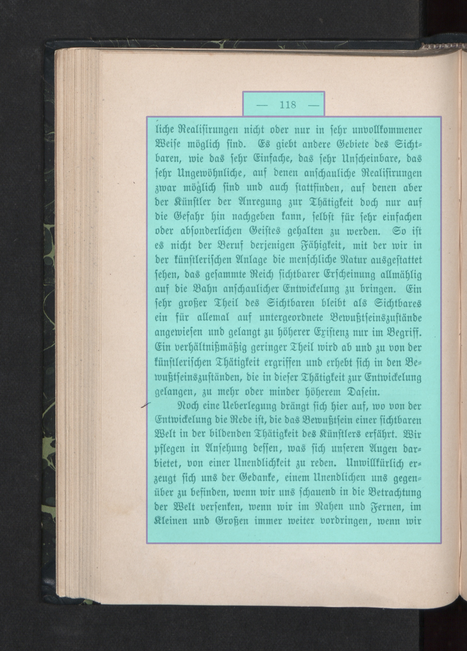 — 118 —
liche Realisirungen nicht oder nur in sehr unvollkommener
Weise möglich sind. Es giebt andere Gebiete des Sicht-
baren, wie das sehr Einfache, das sehr Unscheinbare, das
sehr Ungewöhnliche, auf denen anschauliche Realisirungen
zwar möglich sind und auch stattfinden, auf denen aber
der Künstler der Anregung zur Thätigkeit doch nur auf
die Gefahr hin nachgeben kann, selbst für sehr einfachen
oder absonderlichen Geistes gehalten zu werden. So ist
es nicht der Beruf derjenigen Fähigkeit, mit der wir in
der künstlerischen Anlage die menschliche Natur ausgestattet
sehen, das gesammte Reich sichtbarer Erscheinung allmählig
auf die Bahn anschaulicher Entwickelung zu bringen. Ein
sehr großer Theil des Sichtbaren bleibt als Sichtbares
ein für allemal auf untergeordnete Bewußtseinszustände
angewiesen und gelangt zu höherer Existenz nur im Begriff.
Ein verhältnißmäßig geringer Theil wird ab und zu von der
künstlerischen Thätigkeit ergriffen und erhebt sich in den Be-
wußtseinszuständen, die in dieser Thätigkeit zur Entwickelung
gelangen, zu mehr oder minder höherem Dasein.
Noch eine Ueberlegung drängt sich hier auf, wo von der
Entwickelung die Rede ist, die das Bewußtsein einer sichtbaren
Welt in der bildenden Thätigkeit des Künstlers erfährt. Wir
pflegen in Ansehung dessen, was sich unseren Augen dar-
bietet, von einer Unendlichkeit zu reden. Unwillkürlich er-
zeugt sich uns der Gedanke, einem Unendlichen uns gegen-
über zu befinden, wenn wir uns schauend in die Betrachtung
der Welt versenken, wenn wir im Nahen und Fernen, im
Kleinen und Großen immer weiter vordringen, wenn wir